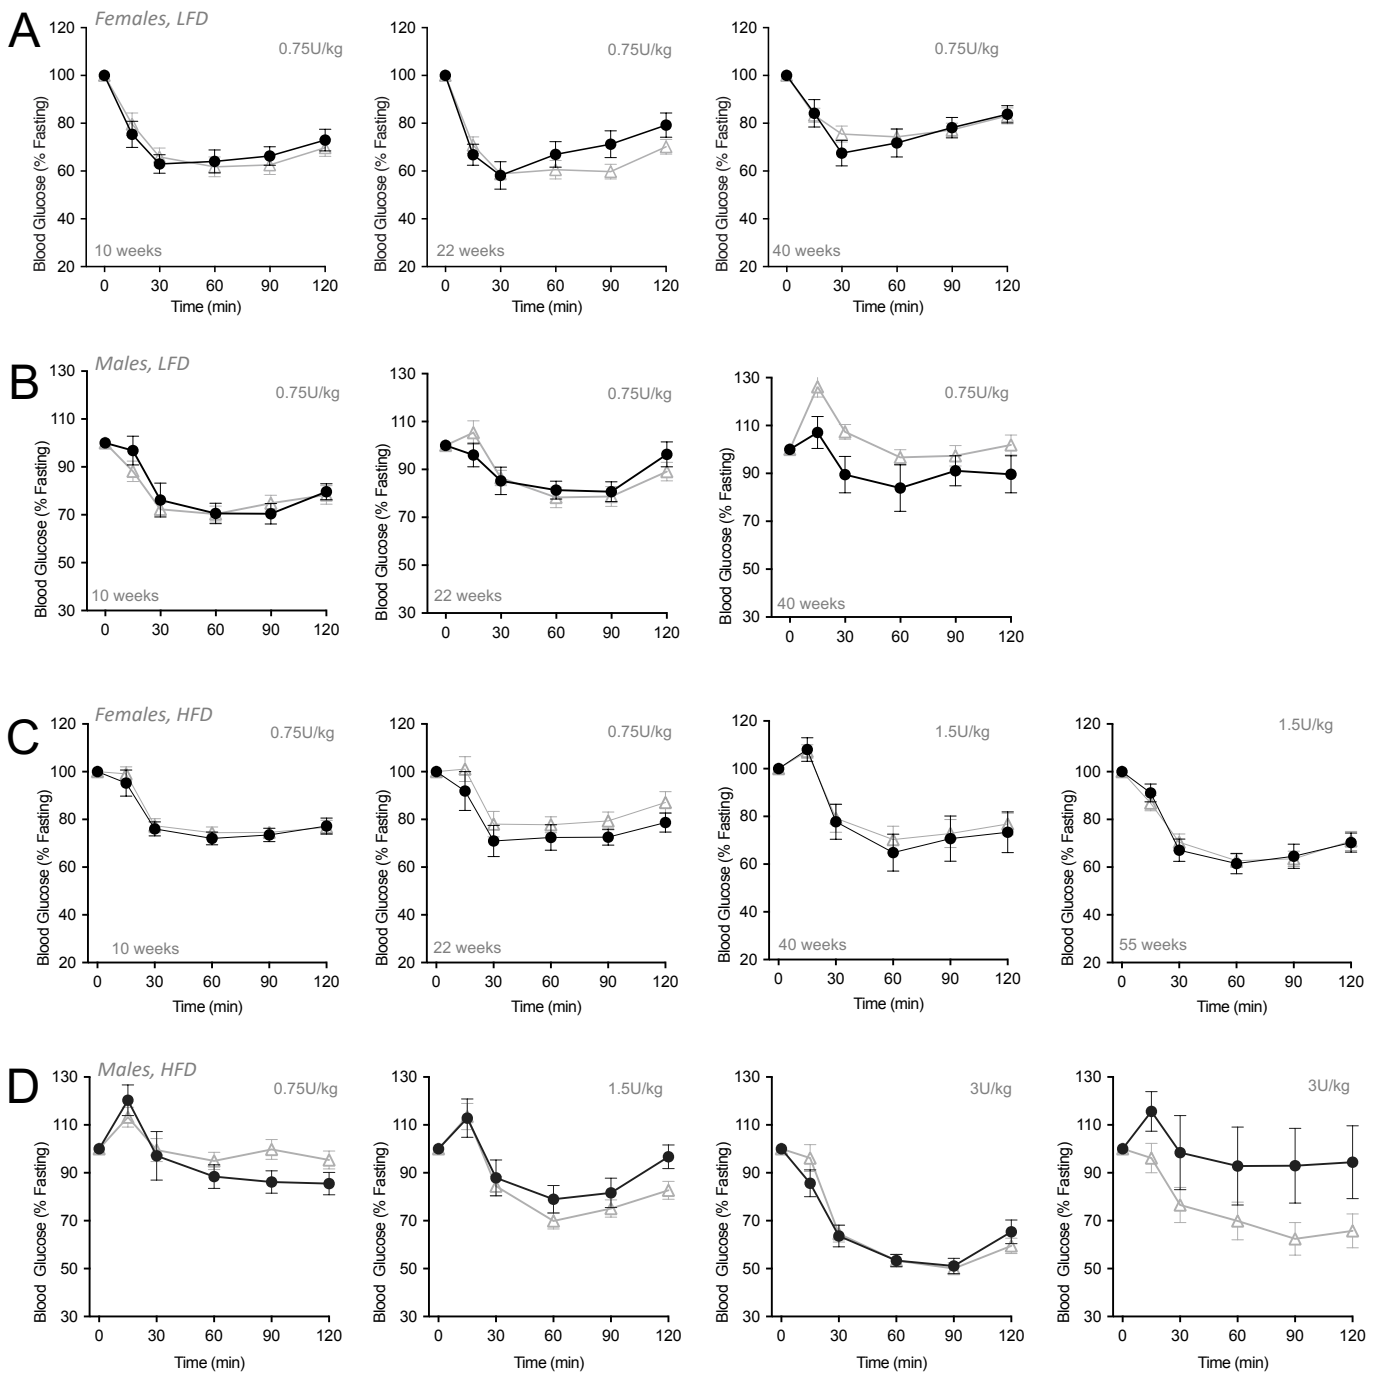 A
Females, LFD
0.75U/kg
120
100
80
60
40
20
Blood Glucose (% Fasting)
10 weeks
0 30 60 90 120
Time (min)
0.75U/kg
120
100
80
60
40
20
Blood Glucose (% Fasting)
22 weeks
0 30 60 90 120
Time (min)
0.75U/kg
120
100
80
60
40
20
Blood Glucose (% Fasting)
40 weeks
0 30 60 90 120
Time (min)
B
Males, LFD
0.75U/kg
130
110
90
70
50
30
Blood Glucose (% Fasting)
10 weeks
0 30 60 90 120
0.75U/kg
130
110
90
70
50
30
Blood Glucose (% Fasting)
22 weeks
0 30 60 90 120
0.75U/kg
130
110
90
70
50
30
Blood Glucose (% Fasting)
40 weeks
0 30 60 90 120
C
Females, HFD
0.75U/kg
120
100
80
60
40
20
Blood Glucose (% Fasting)
10 weeks
0 30 60 90 120
Time (min)
0.75U/kg
120
100
80
60
40
20
Blood Glucose (% Fasting)
22 weeks
0 30 60 90 120
Time (min)
1.5U/kg
120
100
80
60
40
20
Blood Glucose (% Fasting)
40 weeks
0 30 60 90 120
Time (min)
1.5U/kg
120
100
80
60
40
20
Blood Glucose (% Fasting)
55 weeks
0 30 60 90 120
Time (min)
D
Males, HFD
0.75U/kg
130
110
90
70
50
30
Blood Glucose (% Fasting)
0 30 60 90 120
Time (min)
1.5U/kg
130
110
90
70
50
30
Blood Glucose (% Fasting)
0 30 60 90 120
Time (min)
3U/kg
130
110
90
70
50
30
Blood Glucose (% Fasting)
0 30 60 90 120
Time (min)
3U/kg
130
110
90
70
50
30
Blood Glucose (% Fasting)
0 30 60 90 120
Time (min)